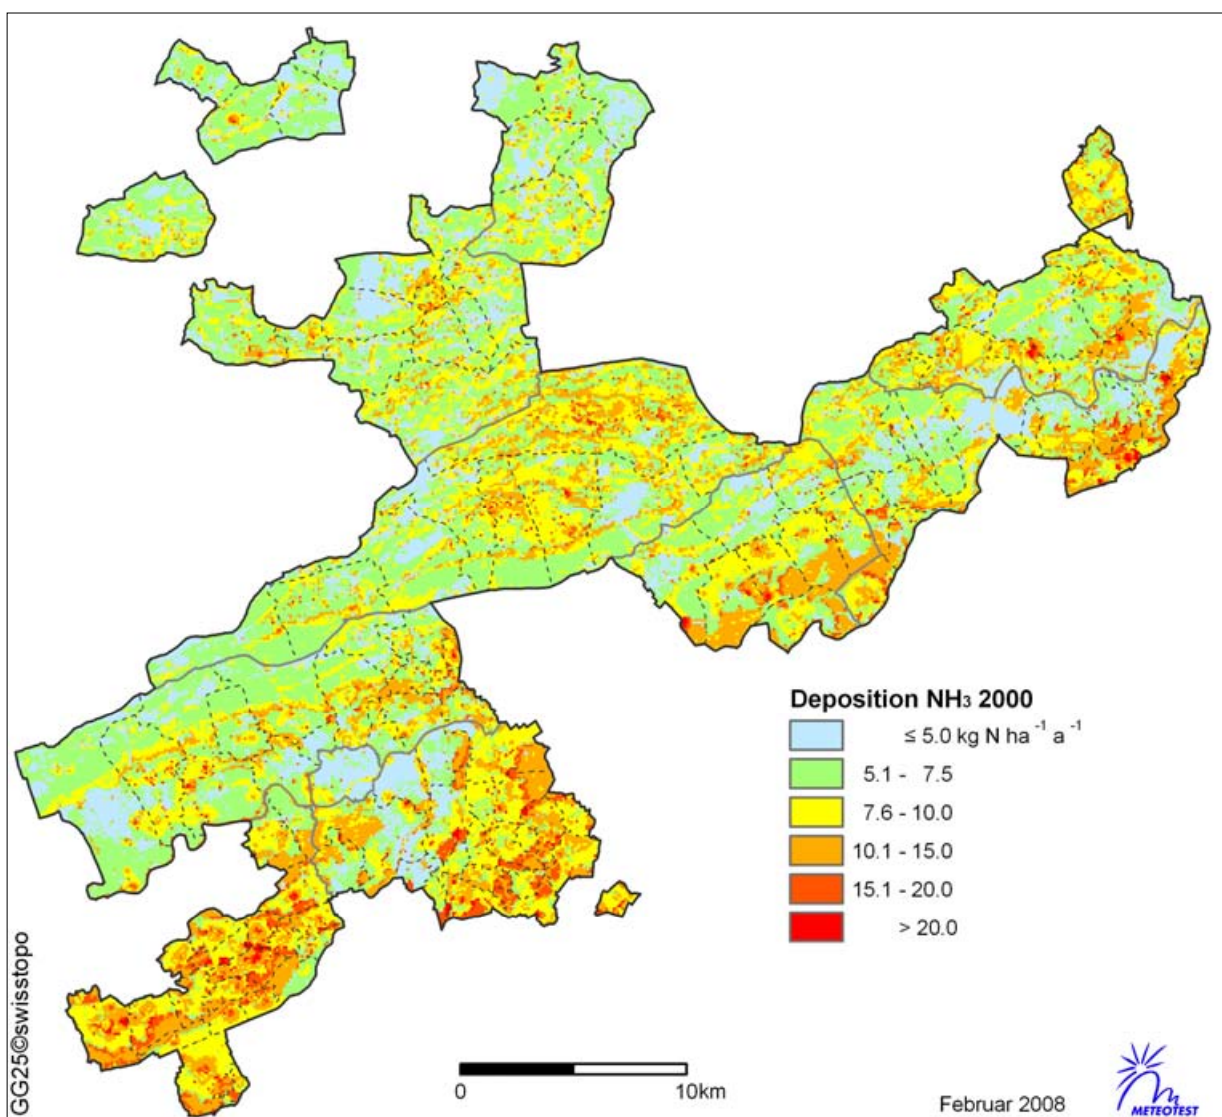 Deposition NH₃ 2000
≤ 5.0 kg N ha⁻¹ a⁻¹
5.1 - 7.5
7.6 - 10.0
10.1 - 15.0
15.1 - 20.0
> 20.0
GG25©swisstopo
0 10km
Februar 2008
METEOTEST